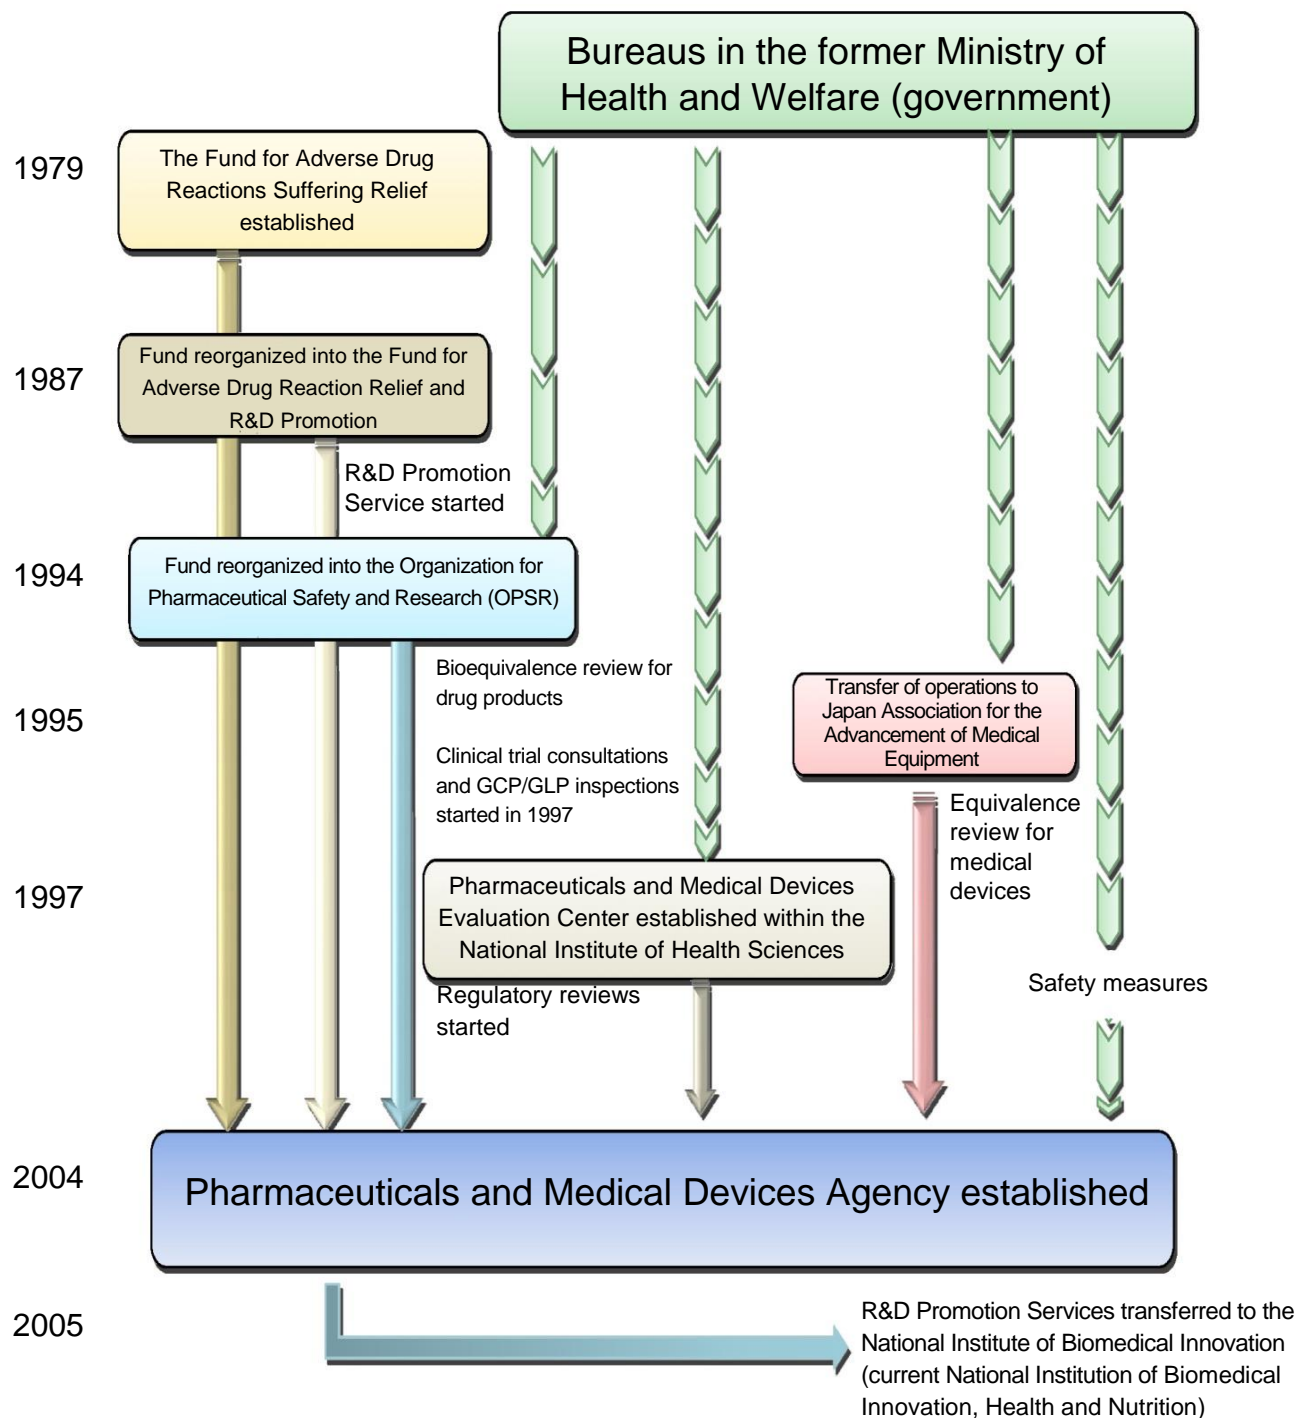 Bureaus in the former Ministry of
Health and Welfare (government)
1979
The Fund for Adverse Drug
Reactions Suffering Relief
established
1987
Fund reorganized into the Fund for
Adverse Drug Reaction Relief and
R&D Promotion
R&D Promotion
Service started
1994
Fund reorganized into the Organization for
Pharmaceutical Safety and Research (OPSR)
Bioequivalence review for
drug products
Clinical trial consultations
and GCP/GLP inspections
started in 1997
1995
Transfer of operations to
Japan Association for the
Advancement of Medical
Equipment
Equivalence
review for
medical
devices
1997
Pharmaceuticals and Medical Devices
Evaluation Center established within the
National Institute of Health Sciences
Regulatory reviews
started
Safety measures
2004
Pharmaceuticals and Medical Devices Agency established
2005
R&D Promotion Services transferred to the
National Institute of Biomedical Innovation
(current National Institution of Biomedical
Innovation, Health and Nutrition)